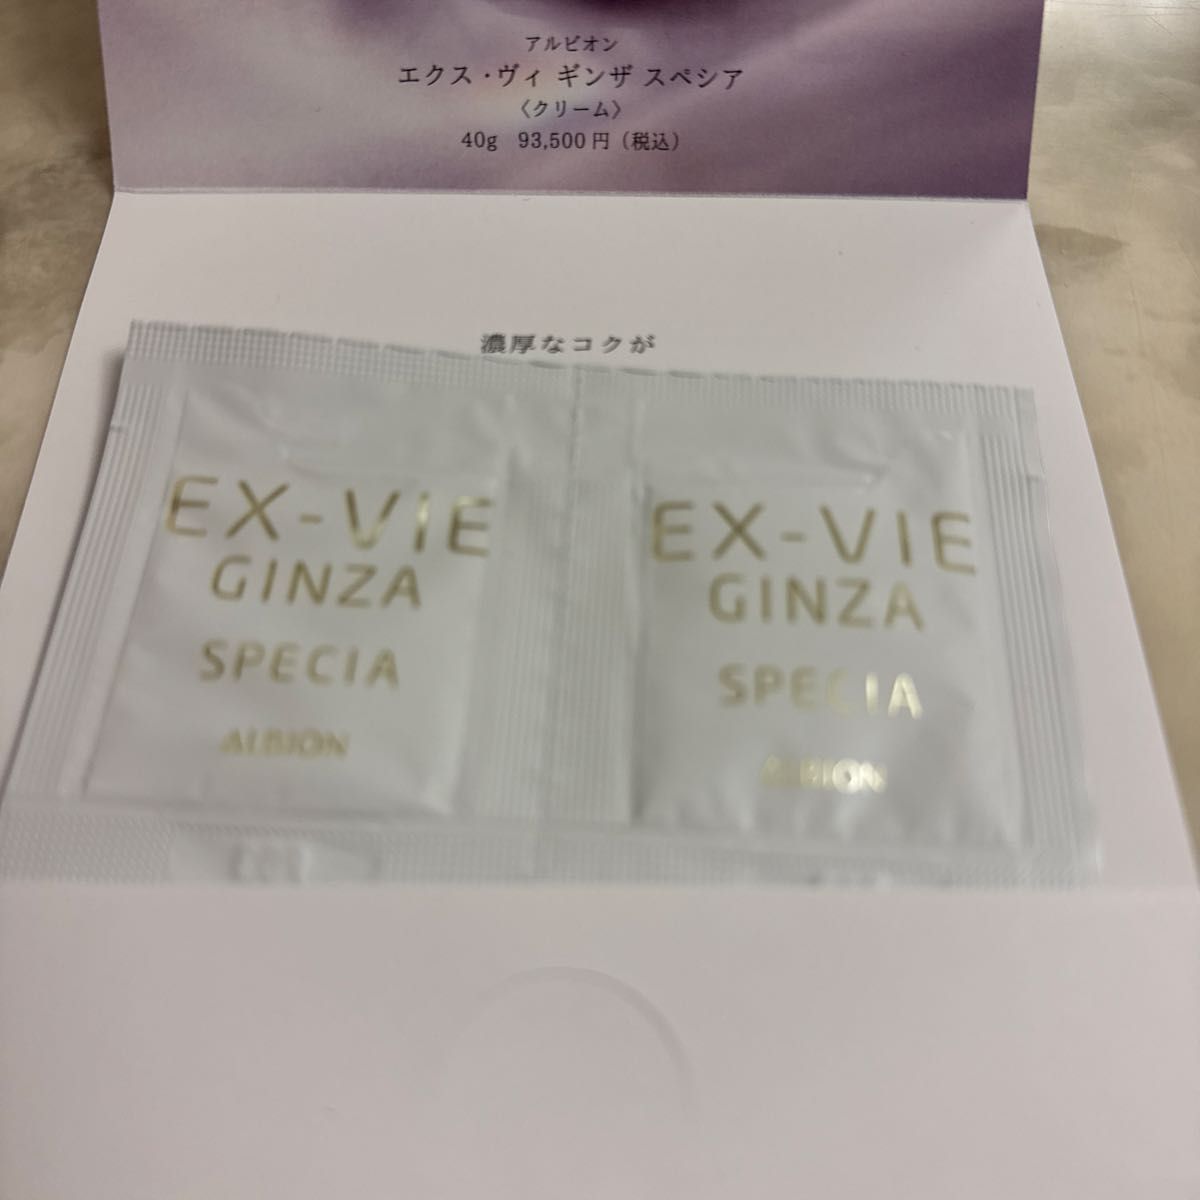 アルビオン
エクス・ヴィ ギンザ スペシア
〈クリーム〉
40g 93,500円（税込）
濃厚なコクが
EX-VIE
GINZA
SPECIA
ALBION
EX-VIE
GINZA
SPECIA
ALBION